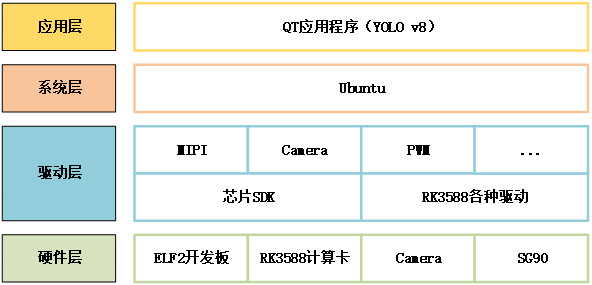 应用层
QT应用程序（YOLO v8）
系统层
Ubuntu
驱动层
MIPI
Camera
PWM
...
芯片SDK
RK3588各种驱动
硬件层
ELF2开发板
RK3588计算卡
Camera
SG90